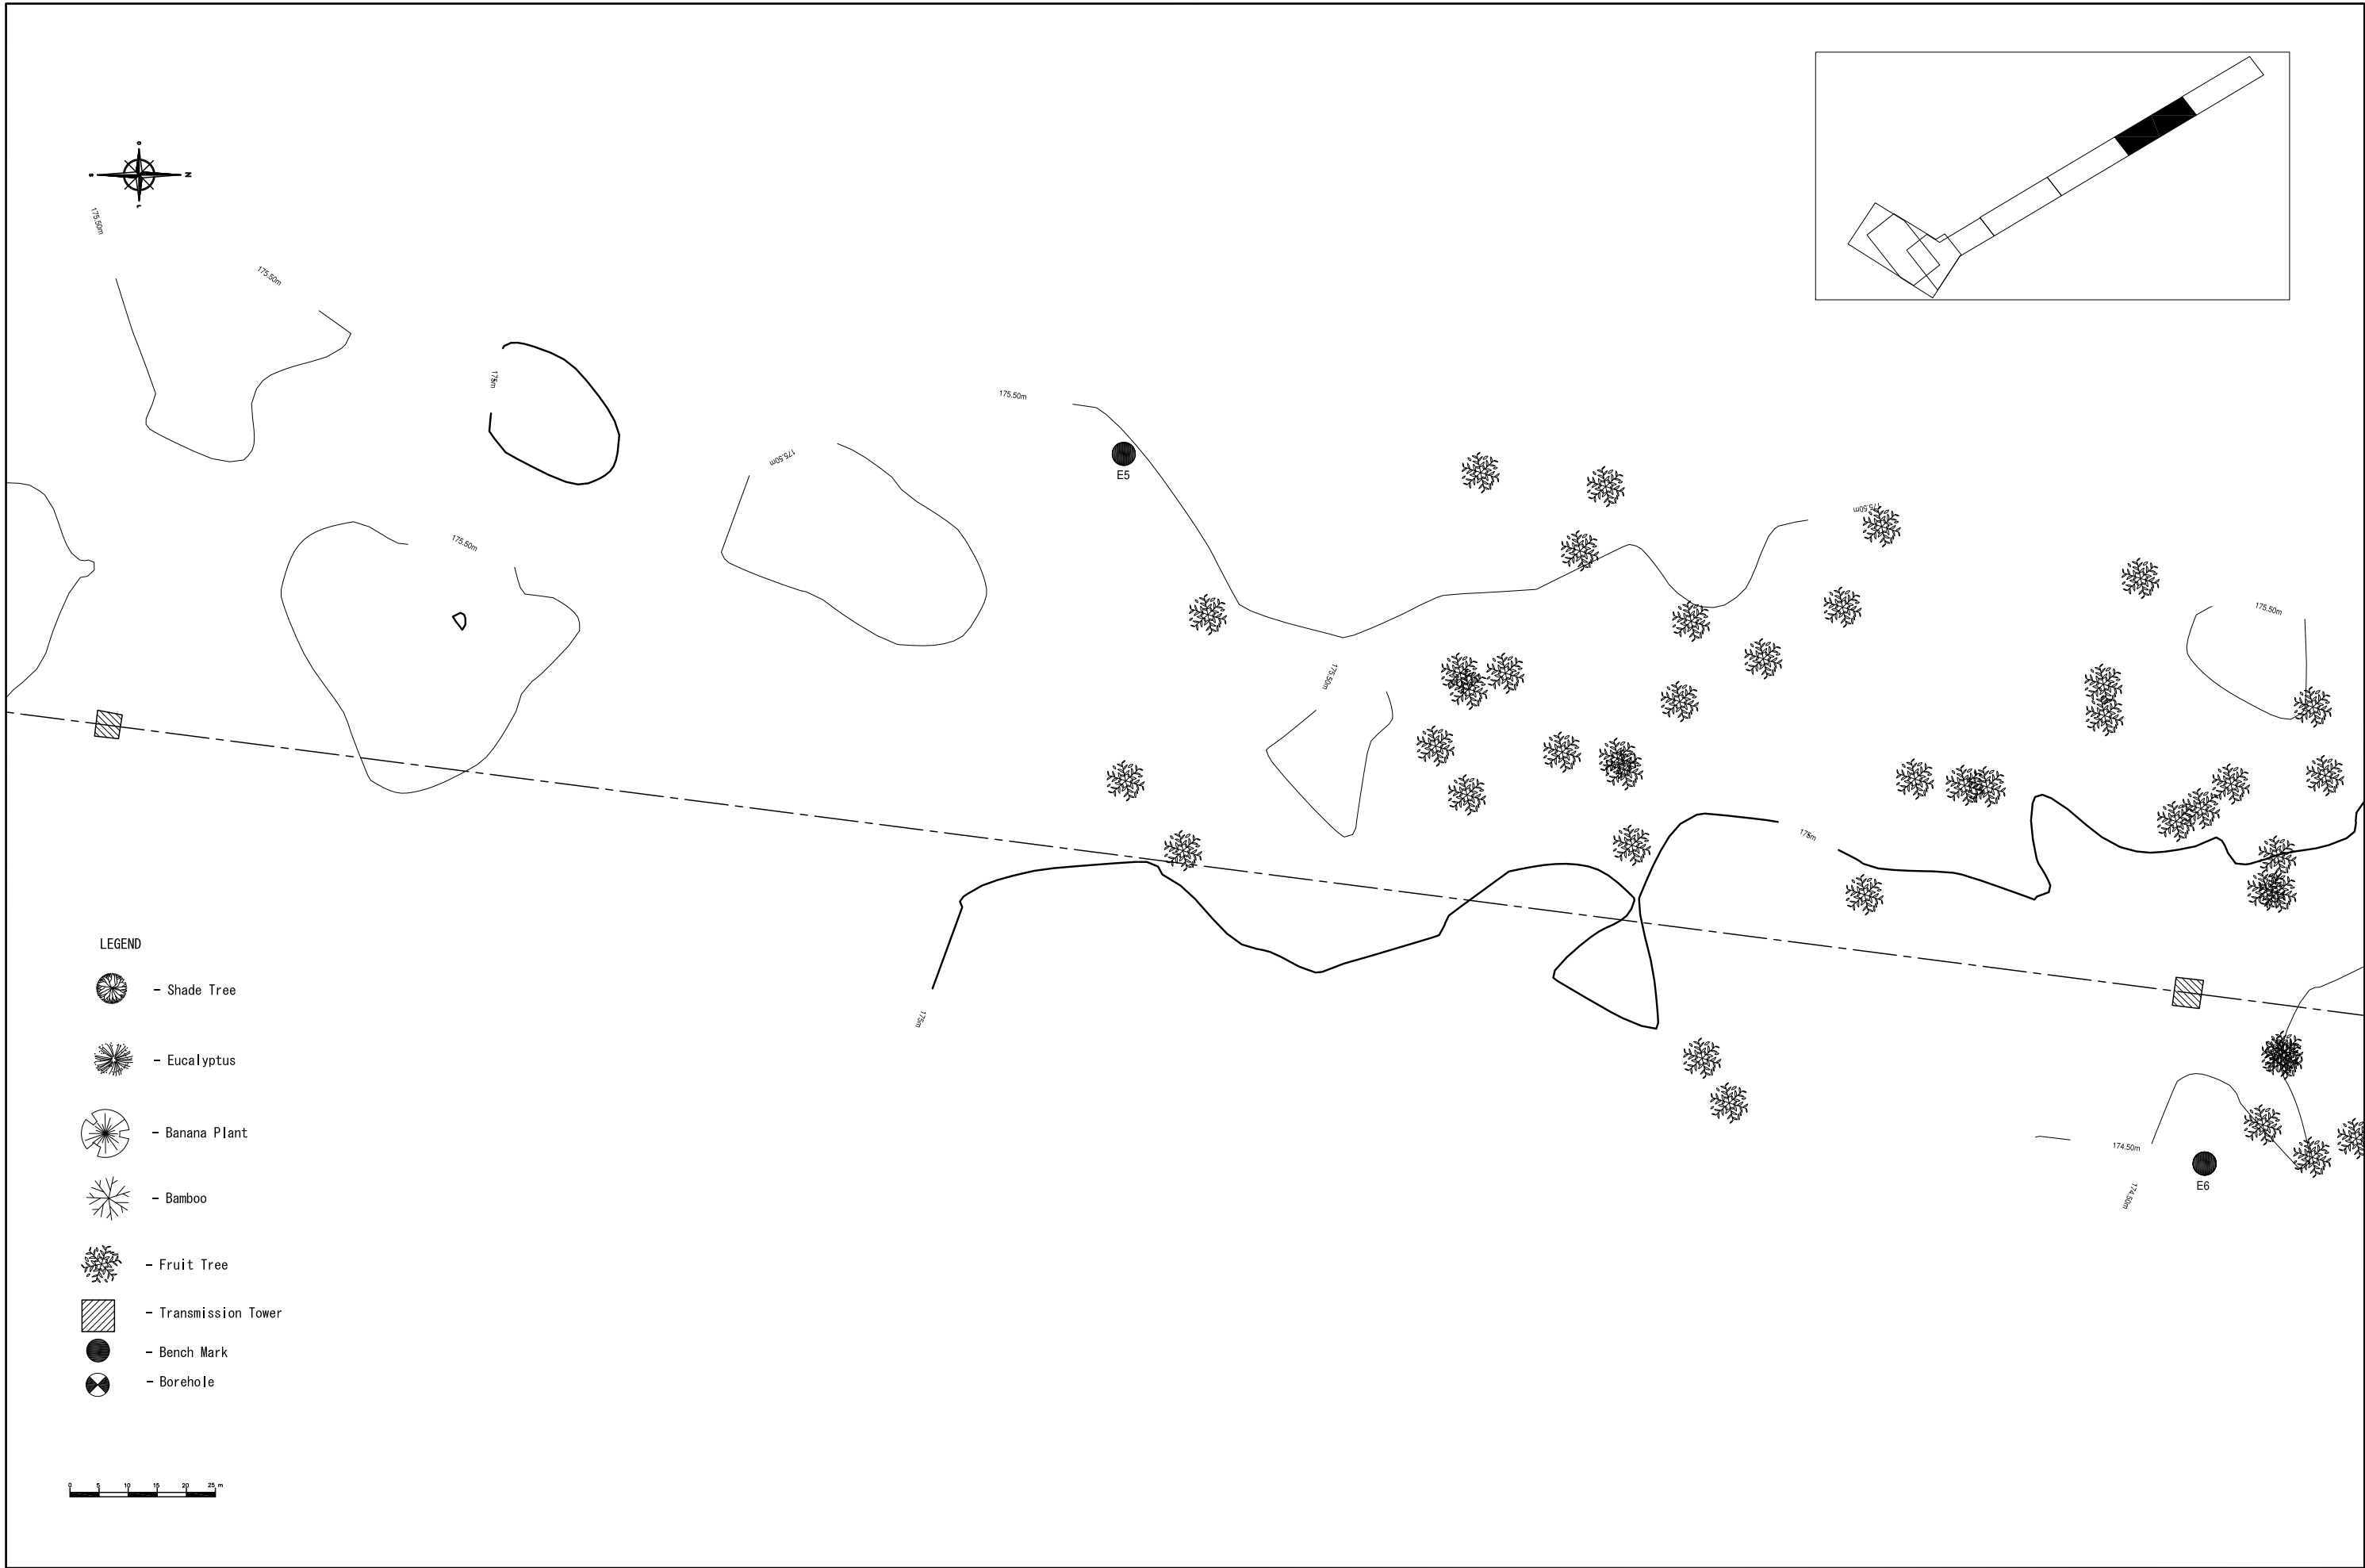 O
S
N
L
175.50m
175.50m
175m
175.50m
175.50m
E5
175.50m
175.50m
175.50m
175.50m
175m
LEGEND
- Shade Tree
175m
- Eucalyptus
- Banana Plant
174.50m
E6
174.50m
- Bamboo
- Fruit Tree
- Transmission Tower
- Bench Mark
- Borehole
0 5 10 15 20 25 m